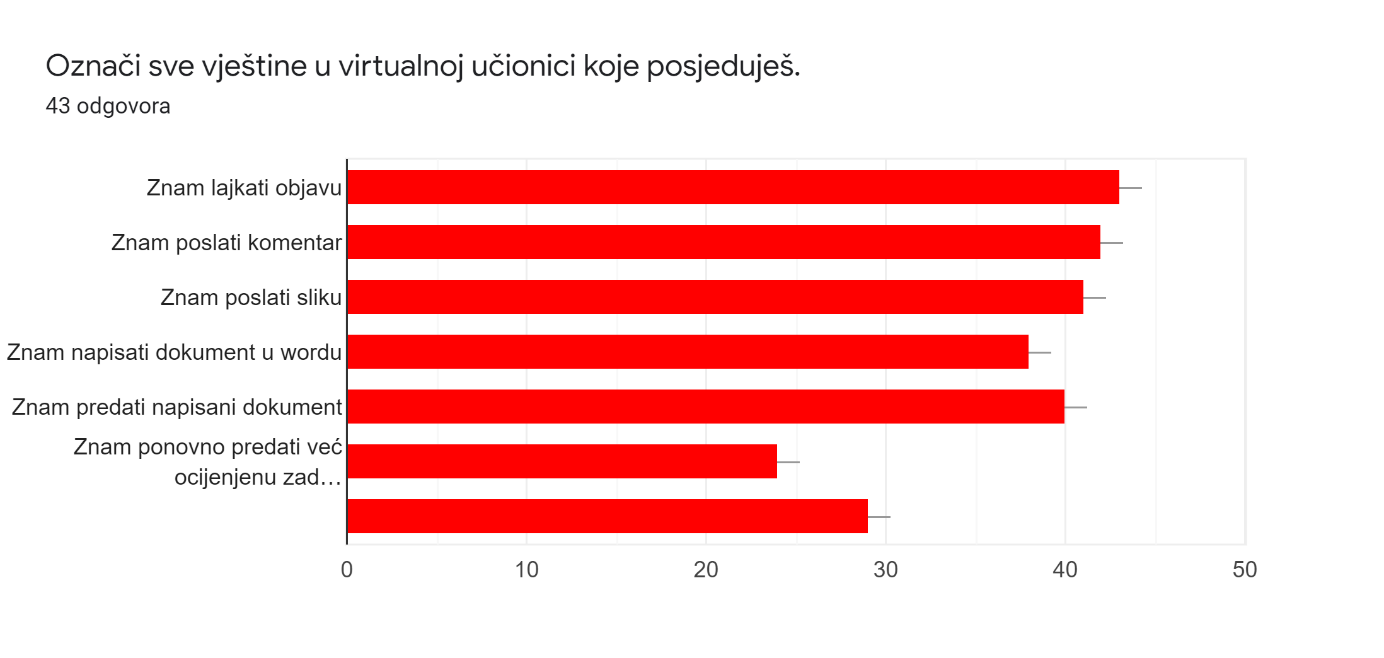 Označi sve vještine u virtualnoj učionici koje posjeduješ.
43 odgovora
Znam lajkati objavu
Znam poslati komentar
Znam poslati sliku
Znam napisati dokument u wordu
Znam predati napisani dokument
Znam ponovno predati već
ocijenjenu zad…
0 10 20 30 40 50